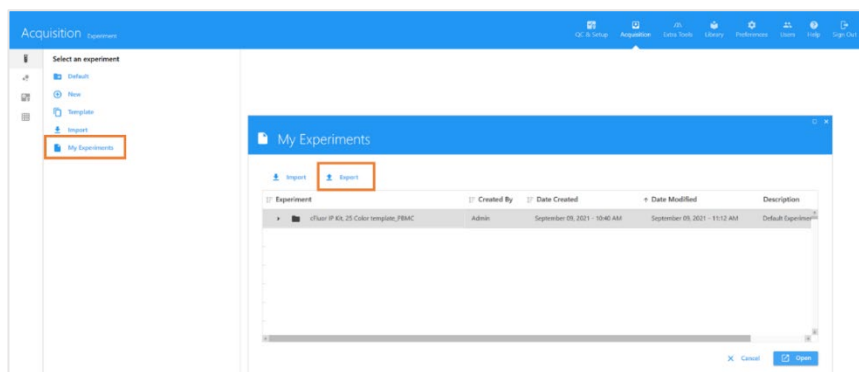 Acquisition Experiment
QC & Setup Acquisition Extra Tools Library Preferences Users Help Sign Out
Select an experiment
Default
New
Template
Import
My Experiments
My Experiments
Import Export
Experiment Created By Date Created Date Modified Description
cFluor IP Kit, 25 Color template_PBMC Admin September 09, 2021 - 10:40 AM September 09, 2021 - 11:12 AM Default Experimen
Cancel Open